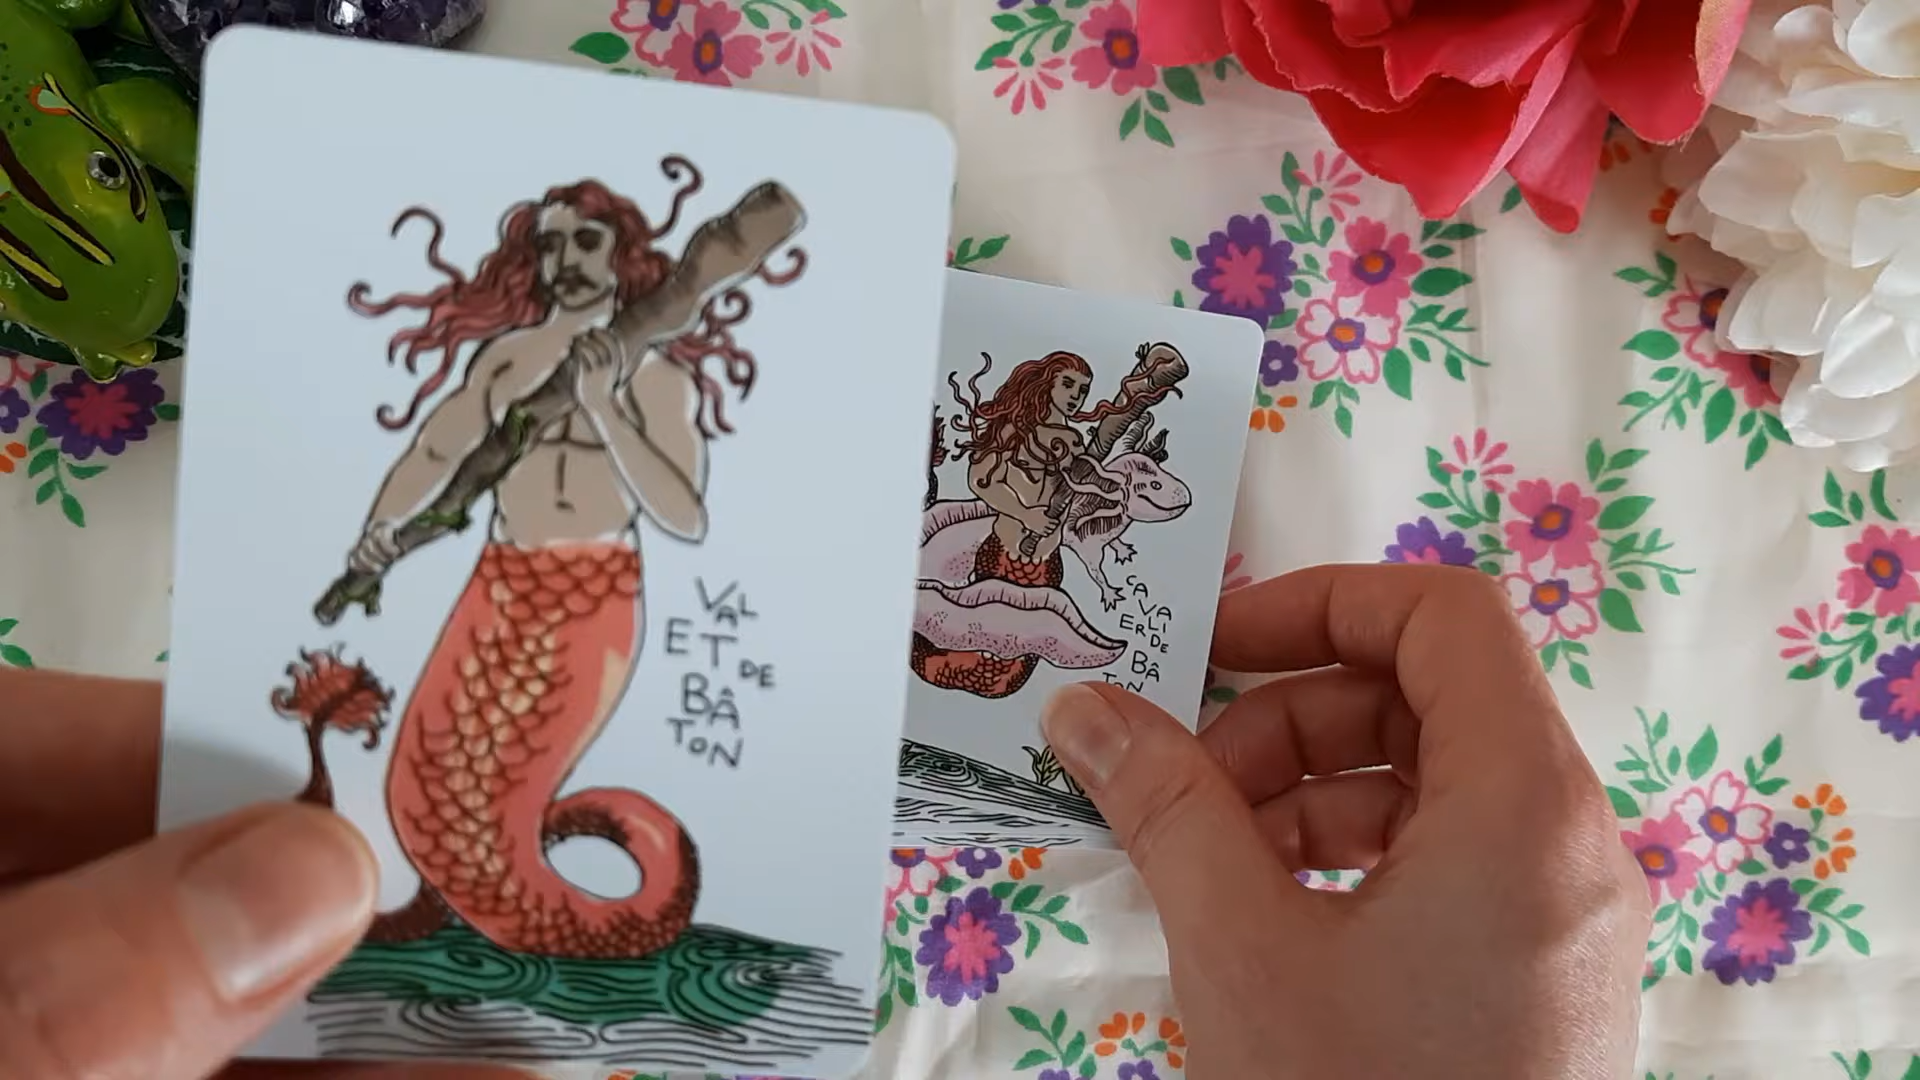 VAL
ET DE
BÂ
TON
CA
VA
ER LI
DE
BÂ
TON